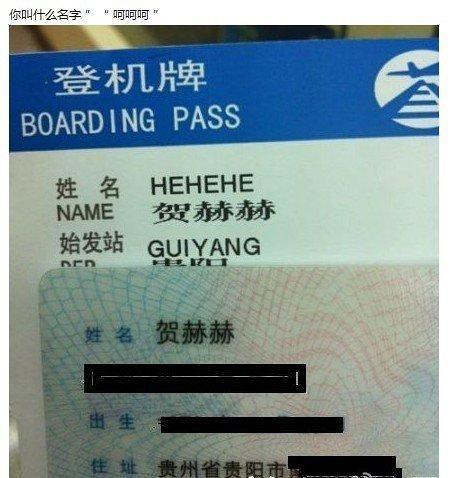 你叫什么名字 ” “ 呵呵呵 ”
登机牌
BOARDING PASS
姓 名 HEHEHE
NAME 贺赫赫
始发站 GUIYANG
贵阳
姓 名 贺赫赫
出 生
住 址 贵州省贵阳市